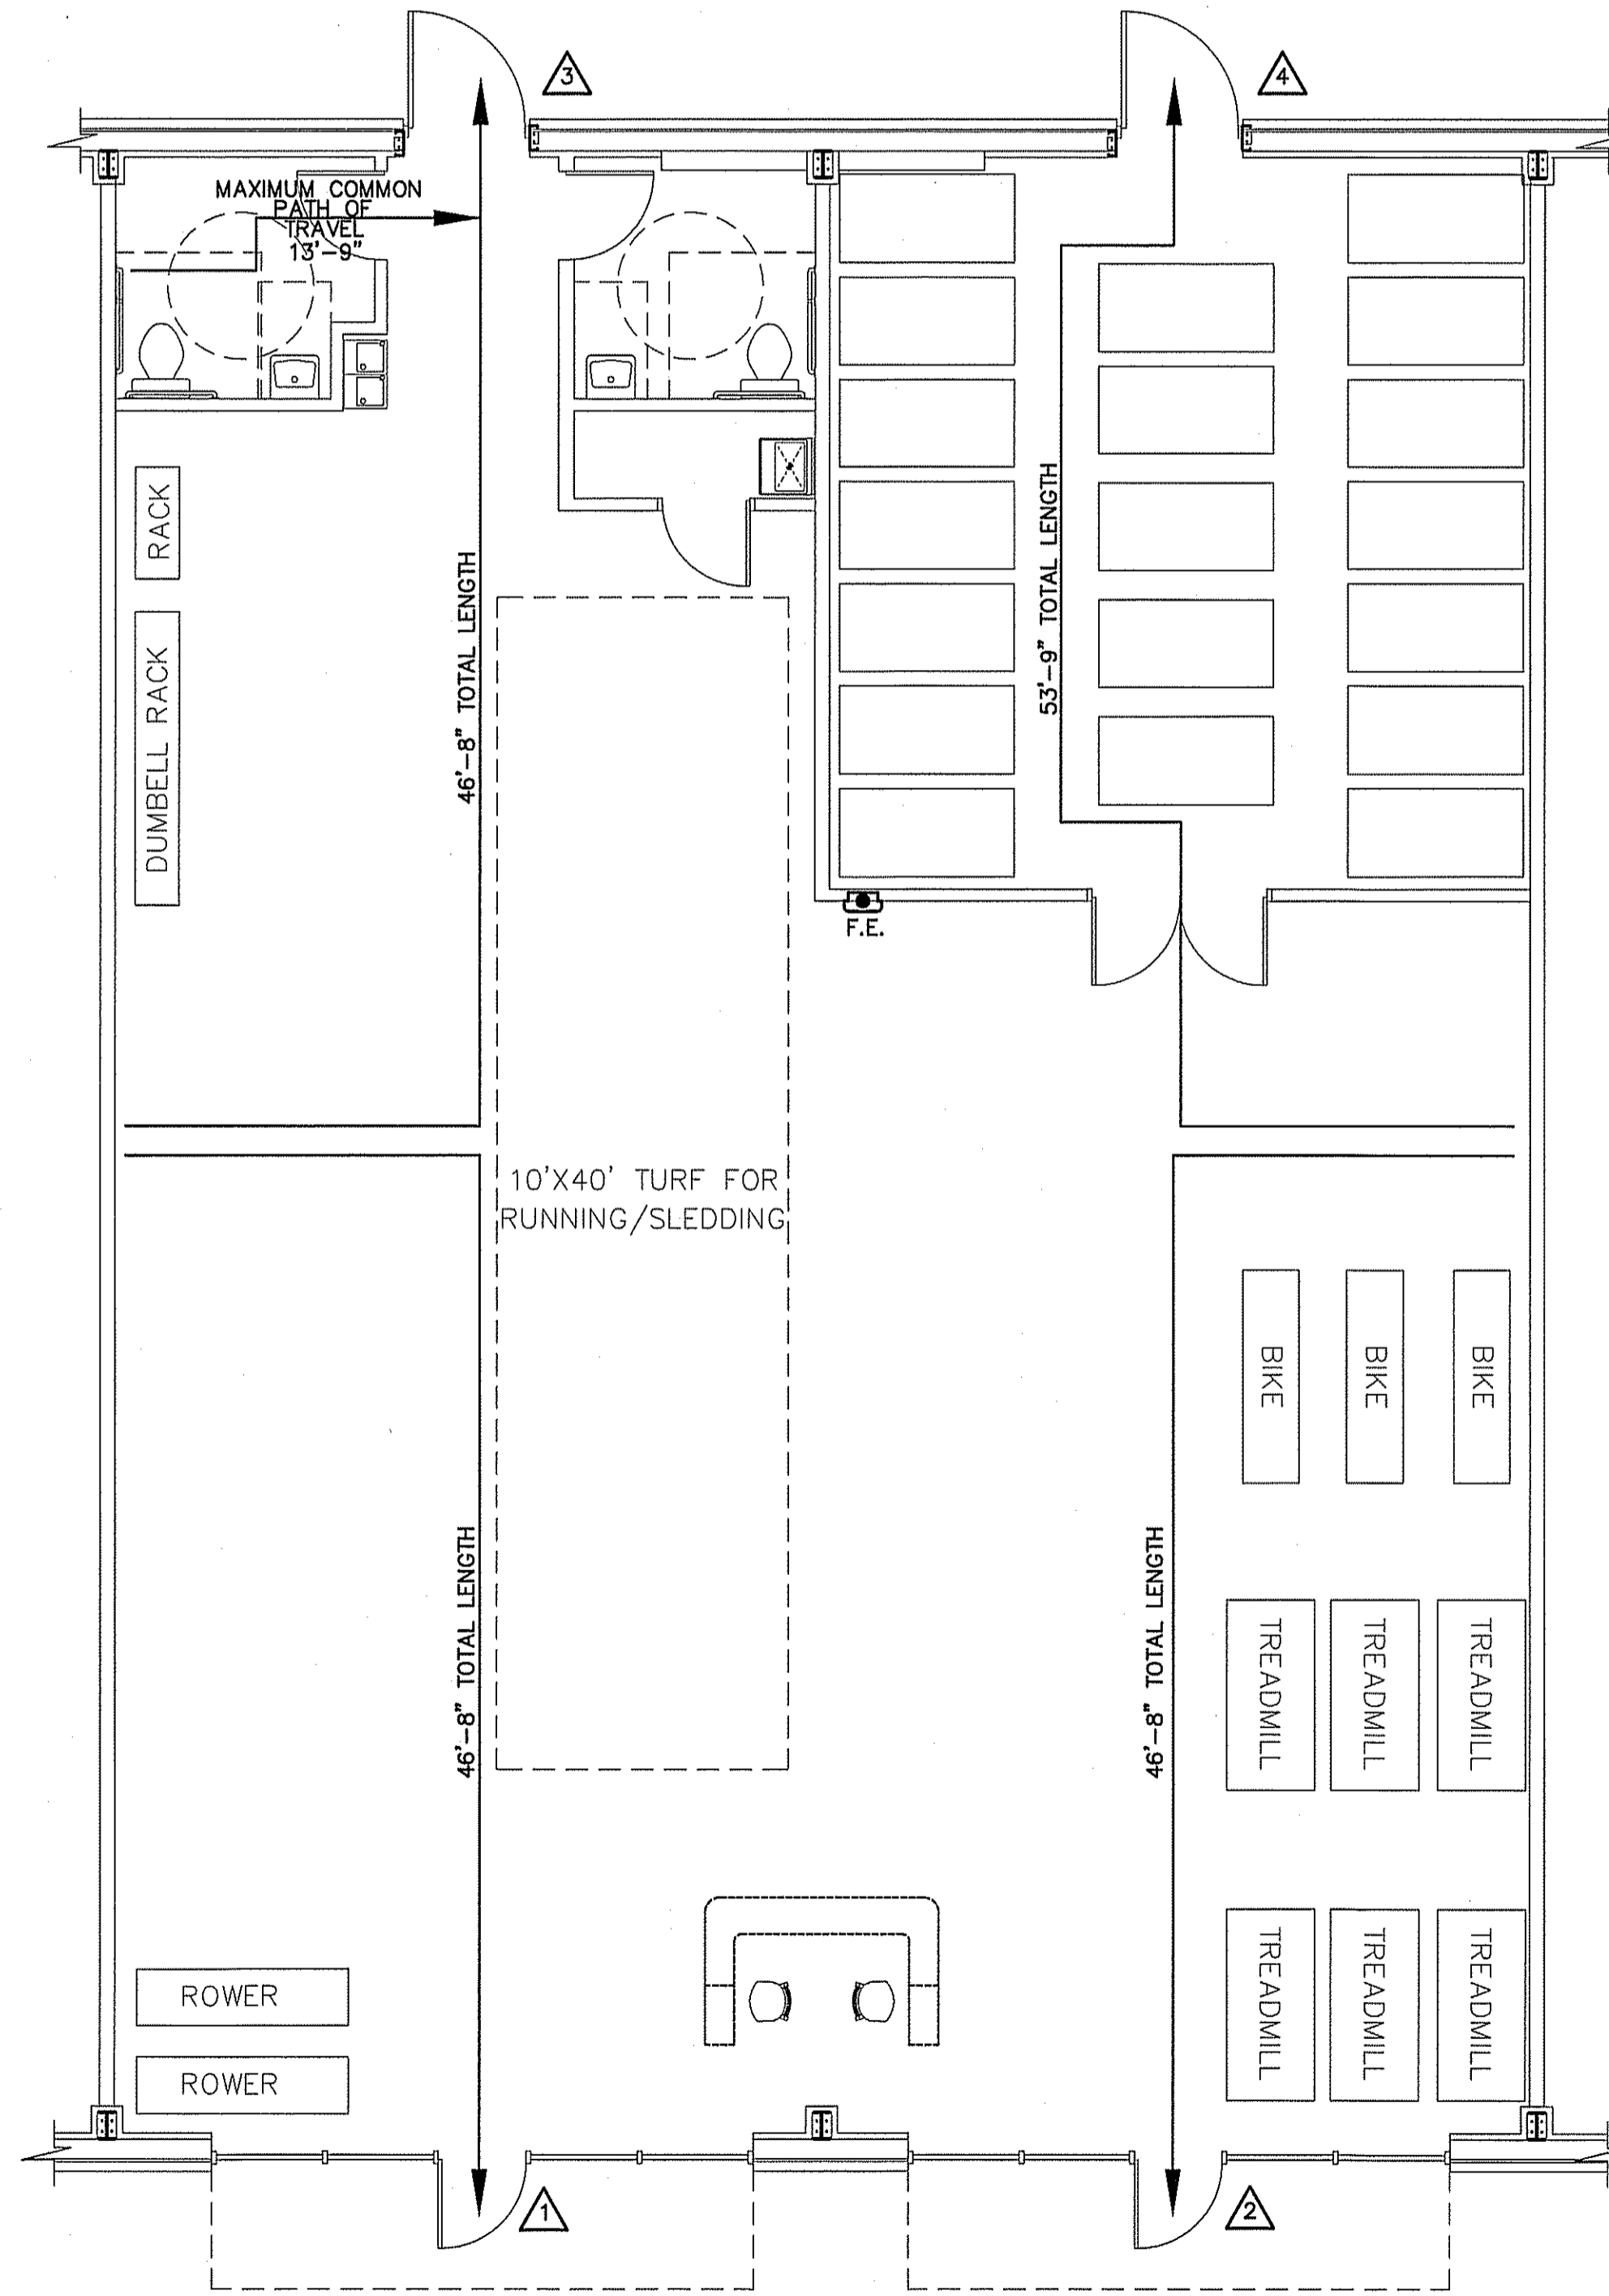 3
4
MAXIMUM COMMON
PATH OF
TRAVEL
13'-9"
RACK
DUMBELL RACK
46'-8" TOTAL LENGTH
53'-9" TOTAL LENGTH
F.E.
10'X40' TURF FOR
RUNNING/SLEDDING
BIKE
BIKE
BIKE
46'-8" TOTAL LENGTH
46'-8" TOTAL LENGTH
TREADMILL
TREADMILL
TREADMILL
TREADMILL
TREADMILL
TREADMILL
ROWER
ROWER
1
2